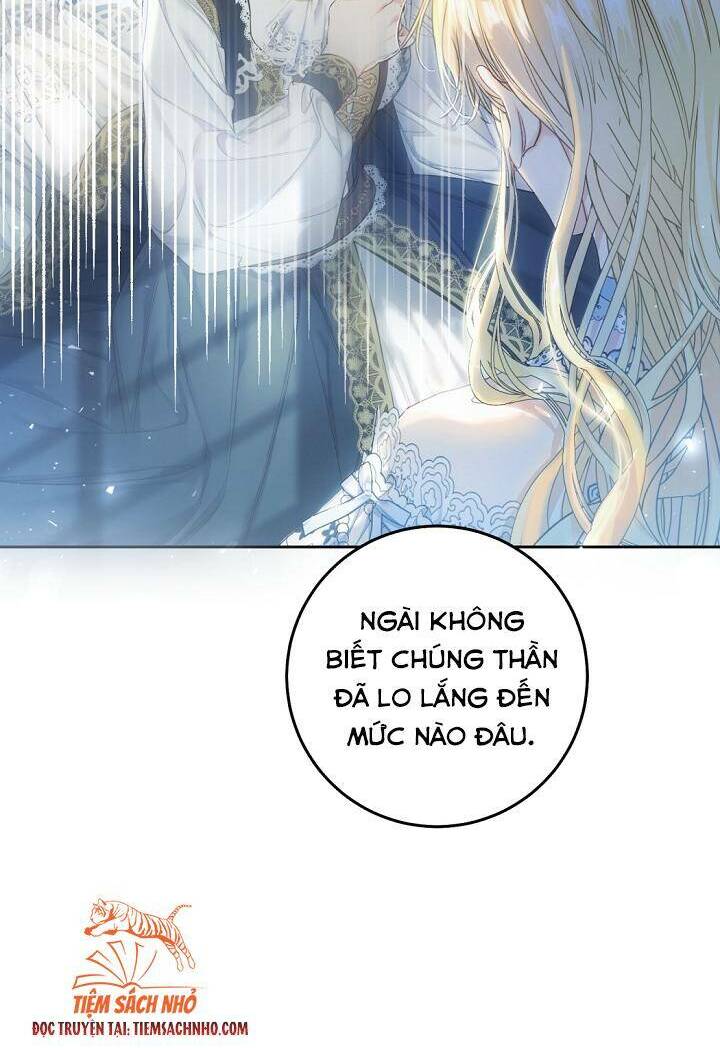 NGÀI KHÔNG
BIẾT CHÚNG THẦN
ĐÃ LO LẮNG ĐẾN
MỨC NÀO ĐÂU.
TIỆM SÁCH NHỎ
ĐỌC TRUYỆN TẠI: TIEMSACHNHO.COM